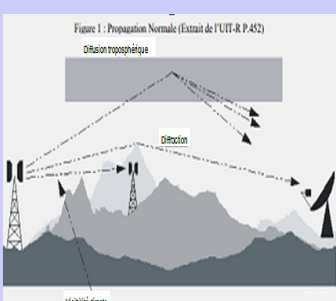 Figure 1 : Propagation Normale (Extrait de l'UIT-R P.452)
Diffusion troposphérique
Diffraction